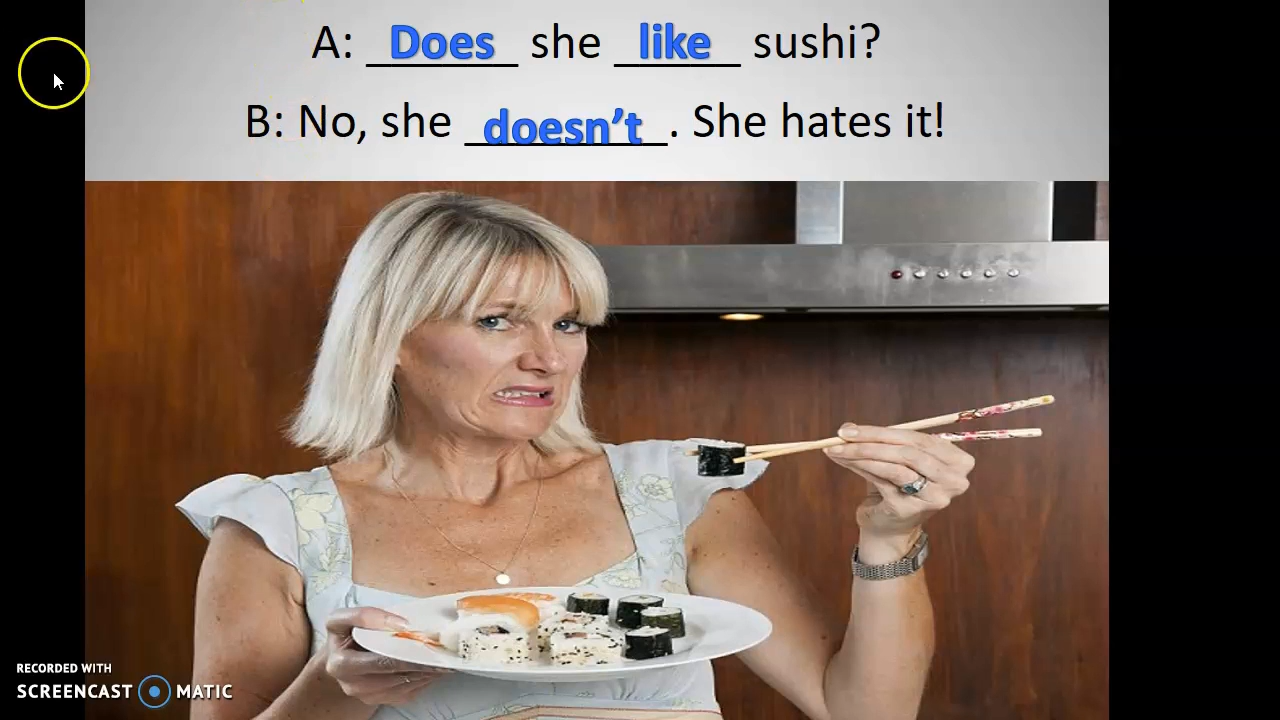 A: Does she like sushi?
B: No, she doesn’t. She hates it!
RECORDED WITH
SCREENCAST MATIC